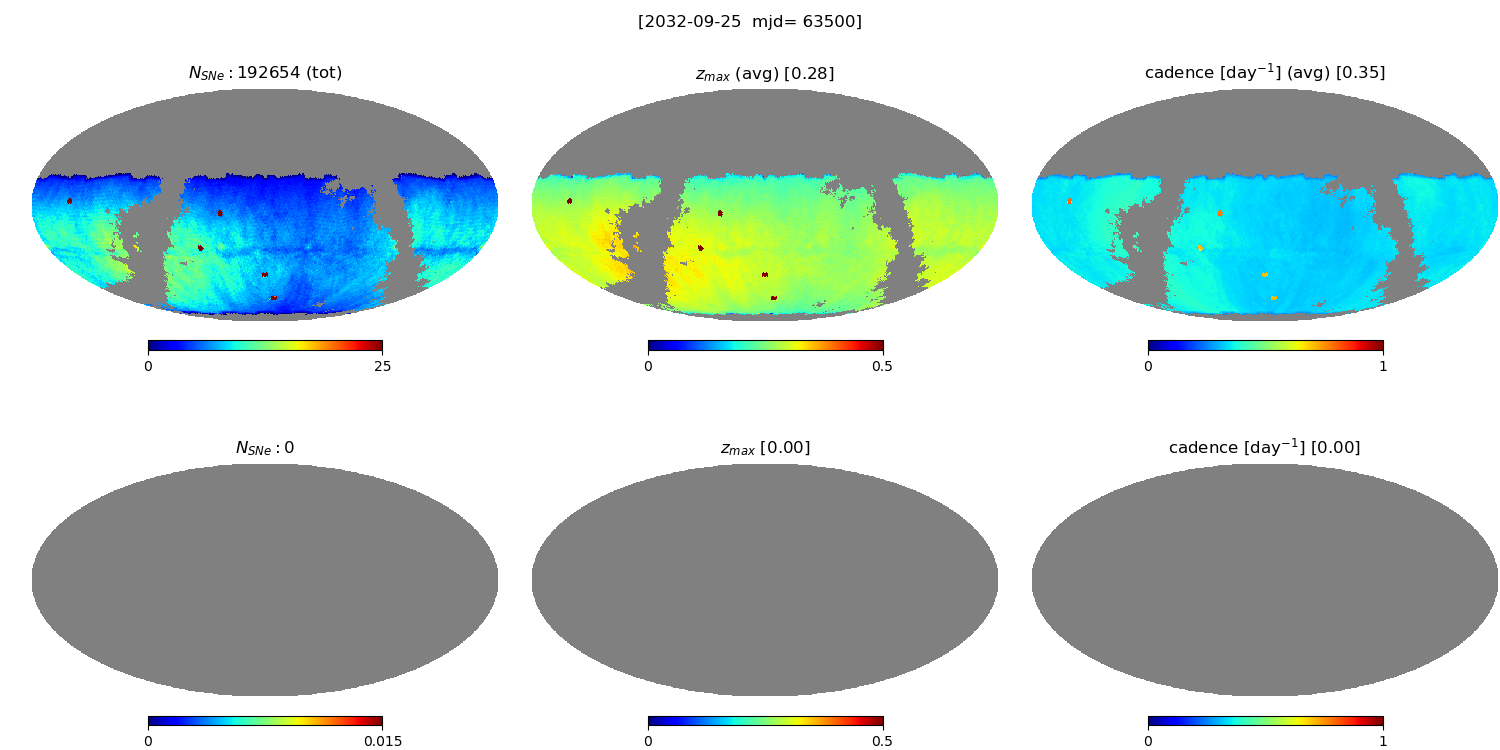 [2032-09-25  mjd= 63500]
N_SNe : 192654 (tot)
z_max (avg) [0.28]
cadence [day⁻¹] (avg) [0.35]
0 25
0 0.5
0 1
N_SNe : 0
z_max [0.00]
cadence [day⁻¹] [0.00]
0 0.015
0 0.5
0 1